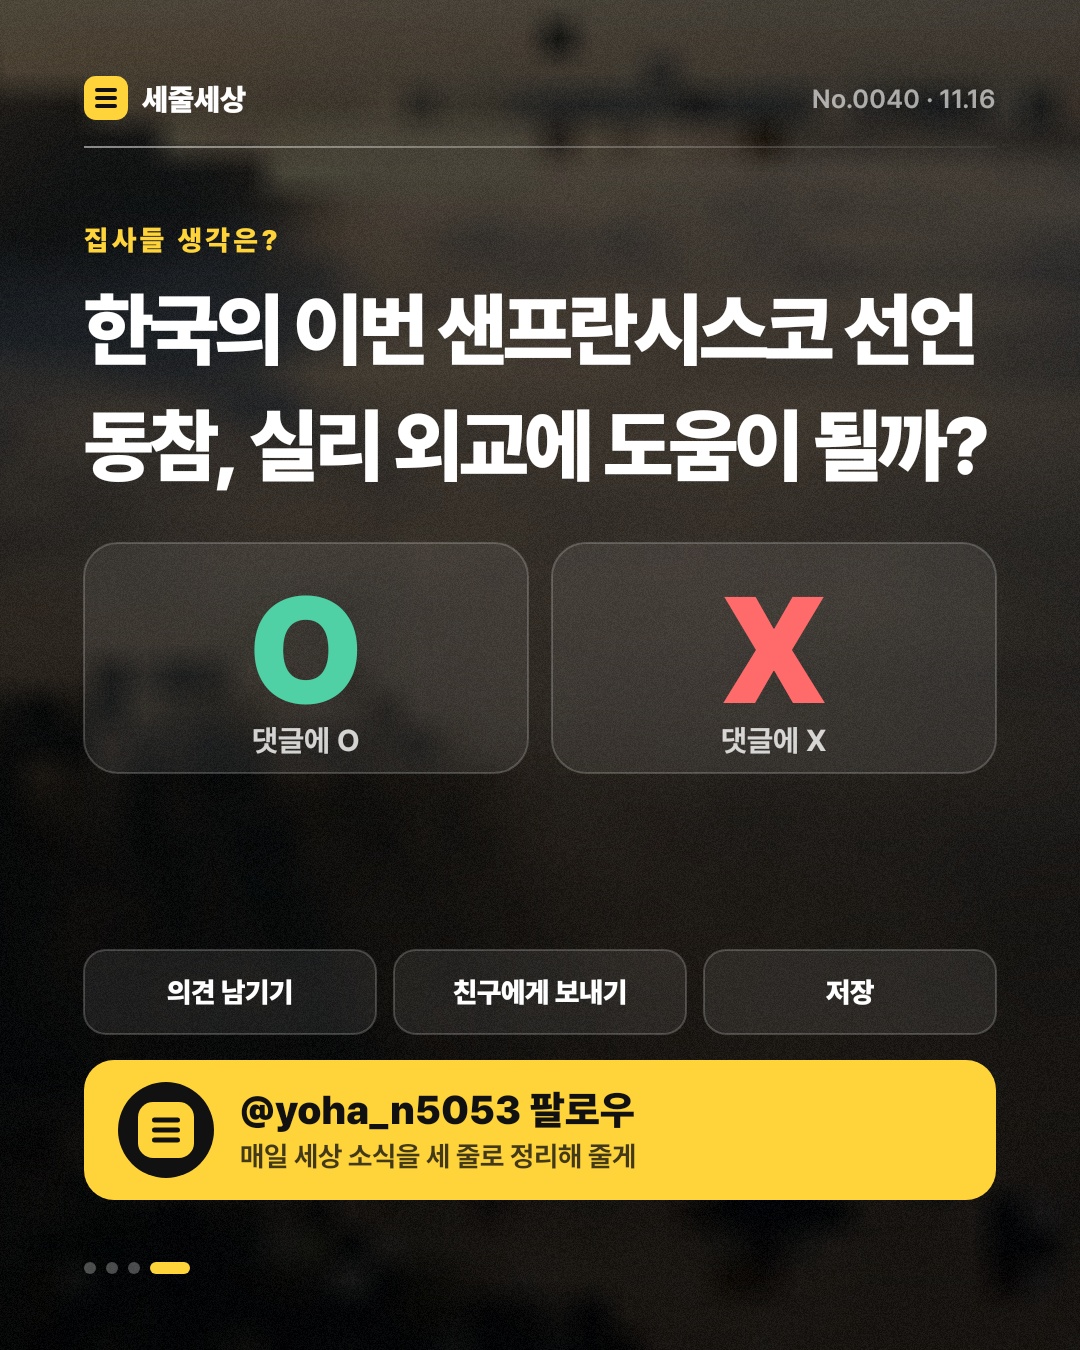 세줄세상
No.0040 · 11.16
집사들 생각은?
한국의 이번 샌프란시스코 선언
동참, 실리 외교에 도움이 될까?
O
댓글에 O
X
댓글에 X
의견 남기기
친구에게 보내기
저장
@yoha_n5053 팔로우
매일 세상 소식을 세 줄로 정리해 줄게